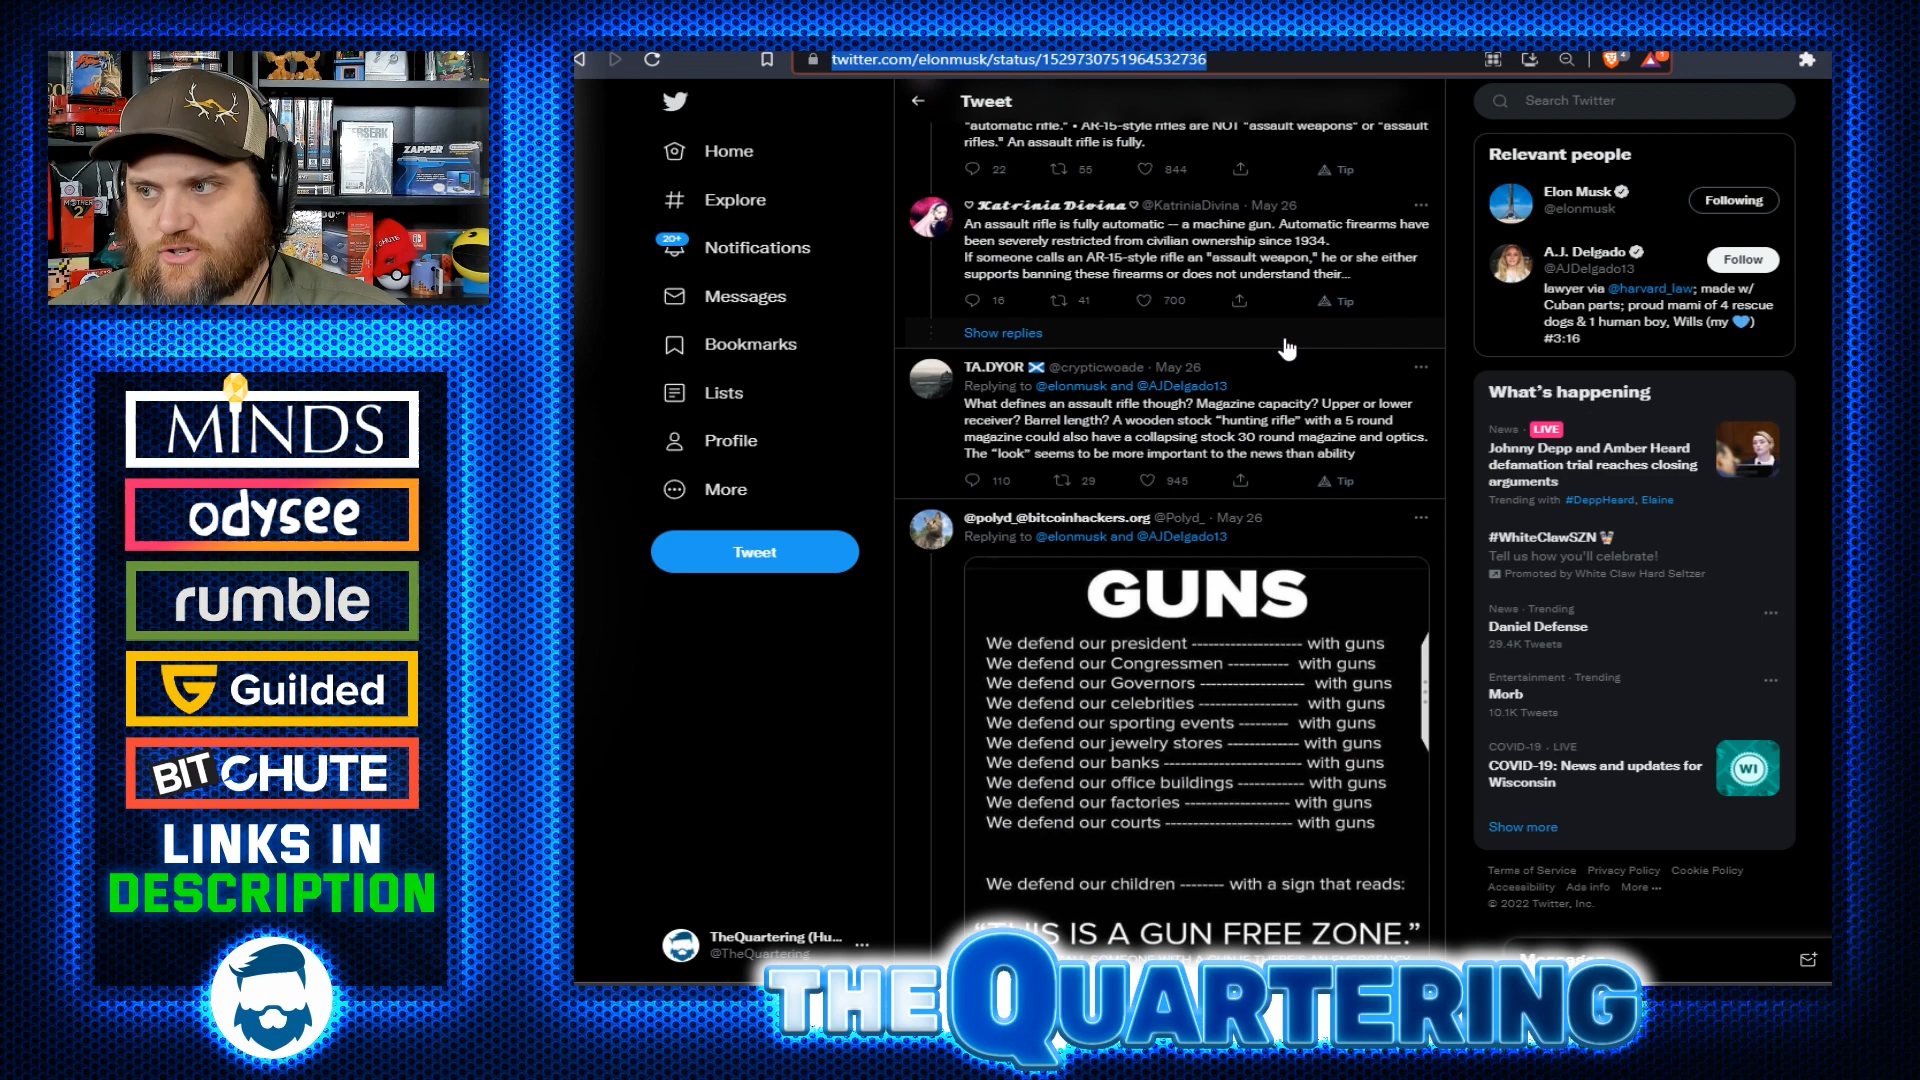 BERSERK
ZAPPER
MOTHER
2
MINDS
odysee
rumble
Guilded
BITCHUTE
LINKS IN
DESCRIPTION
twitter.com/elonmusk/status/1529730751964532736
Home
Explore
20+
Notifications
Messages
Bookmarks
Lists
Profile
More
Tweet
TheQuartering (Hu...
@TheQuartering
Tweet
"automatic rifle." • AR-15-style rifles are NOT "assault weapons" or "assault
rifles." An assault rifle is fully.
22 55 844 Tip
♡ Katrinia Divina ♡ @KatriniaDivina · May 26
An assault rifle is fully automatic — a machine gun. Automatic firearms have
been severely restricted from civilian ownership since 1934.
If someone calls an AR-15-style rifle an "assault weapon," he or she either
supports banning these firearms or does not understand their...
16 41 700 Tip
Show replies
TA.DYOR @crypticwoade · May 26
Replying to @elonmusk and @AJDelgado13
What defines an assault rifle though? Magazine capacity? Upper or lower
receiver? Barrel length? A wooden stock “hunting rifle” with a 5 round
magazine could also have a collapsing stock 30 round magazine and optics.
The “look” seems to be more important to the news than ability
110 29 945 Tip
@polyd_@bitcoinhackers.org @Polyd_ · May 26
Replying to @elonmusk and @AJDelgado13
GUNS
We defend our president -------------------- with guns
We defend our Congressmen ----------- with guns
We defend our Governors ------------------- with guns
We defend our celebrities ------------------ with guns
We defend our sporting events --------- with guns
We defend our jewelry stores ------------ with guns
We defend our banks ------------------------- with guns
We defend our office buildings ------------ with guns
We defend our factories -------------------- with guns
We defend our courts ----------------------- with guns
We defend our children -------- with a sign that reads:
“THIS IS A GUN FREE ZONE.”
Search Twitter
Relevant people
Elon Musk
@elonmusk
Following
A.J. Delgado
@AJDelgado13
Follow
lawyer via @harvard_law; made w/
Cuban parts; proud mami of 4 rescue
dogs & 1 human boy, Wills (my 💙)
#3:16
What’s happening
News · LIVE
Johnny Depp and Amber Heard
defamation trial reaches closing
arguments
Trending with #DeppHeard, Elaine
#WhiteClawSZN
Tell us how you'll celebrate!
Promoted by White Claw Hard Seltzer
News · Trending
Daniel Defense
29.4K Tweets
Entertainment · Trending
Morb
10.1K Tweets
COVID-19 · LIVE
COVID-19: News and updates for
Wisconsin
WI
Show more
Terms of Service Privacy Policy Cookie Policy
Accessibility Ads info More ···
© 2022 Twitter, Inc.
Messages
THE QUARTERING